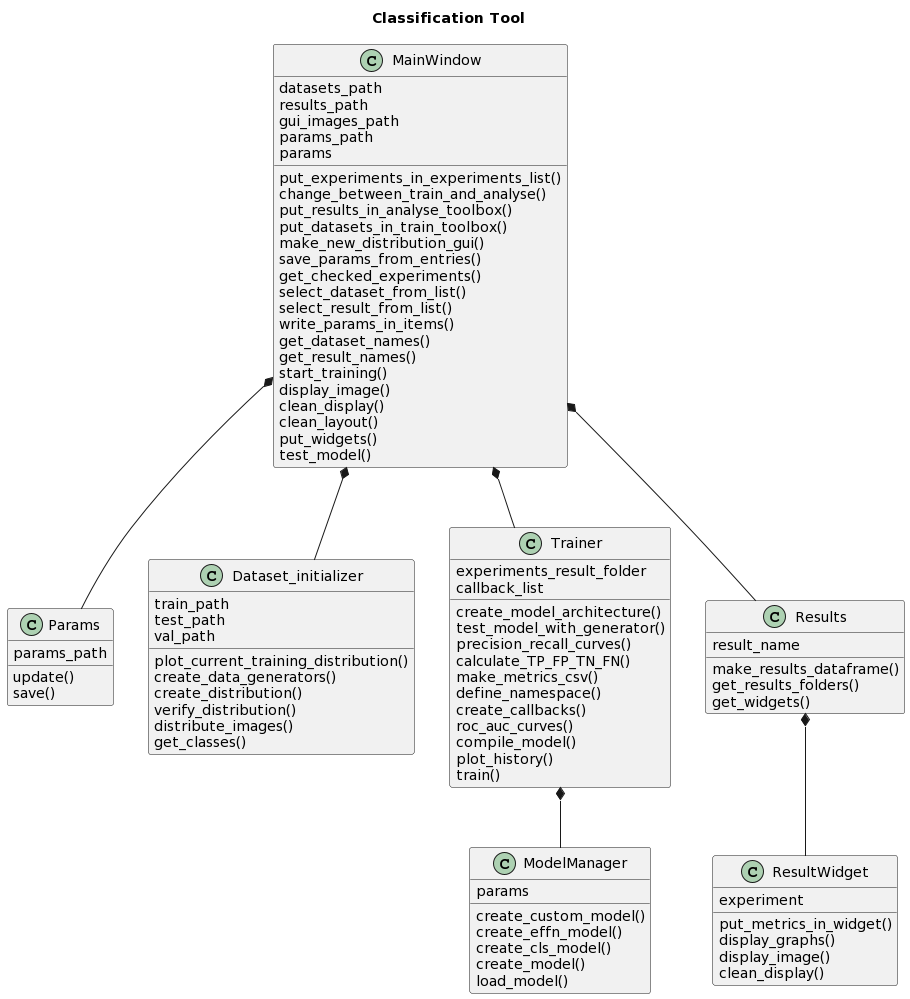 Classification Tool
C MainWindow
datasets_path
results_path
gui_images_path
params_path
params
put_experiments_in_experiments_list()
change_between_train_and_analyse()
put_results_in_analyse_toolbox()
put_datasets_in_train_toolbox()
make_new_distribution_gui()
save_params_from_entries()
get_checked_experiments()
select_dataset_from_list()
select_result_from_list()
write_params_in_items()
get_dataset_names()
get_result_names()
start_training()
display_image()
clean_display()
clean_layout()
put_widgets()
test_model()
C Params
params_path
update()
save()
C Dataset_initializer
train_path
test_path
val_path
plot_current_training_distribution()
create_data_generators()
create_distribution()
verify_distribution()
distribute_images()
get_classes()
C Trainer
experiments_result_folder
callback_list
create_model_architecture()
test_model_with_generator()
precision_recall_curves()
calculate_TP_FP_TN_FN()
make_metrics_csv()
define_namespace()
create_callbacks()
roc_auc_curves()
compile_model()
plot_history()
train()
C Results
result_name
make_results_dataframe()
get_results_folders()
get_widgets()
C ModelManager
params
create_custom_model()
create_effn_model()
create_cls_model()
create_model()
load_model()
C ResultWidget
experiment
put_metrics_in_widget()
display_graphs()
display_image()
clean_display()